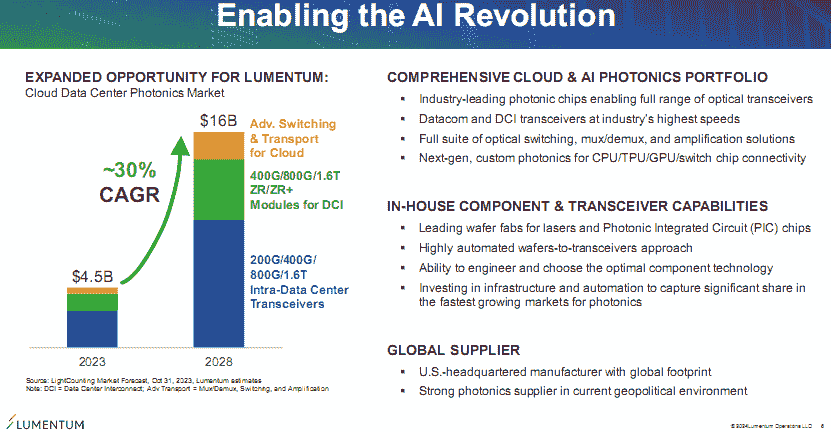 Enabling the AI Revolution
EXPANDED OPPORTUNITY FOR LUMENTUM:
Cloud Data Center Photonics Market
$16B
Adv. Switching
& Transport
for Cloud
~30%
CAGR
400G/800G/1.6T
ZR/ZR+
Modules for DCI
$4.5B
200G/400G/
800G/1.6T
Intra-Data Center
Transceivers
2023
2028
Source: LightCounting Market Forecast, Oct 31, 2023, Lumentum estimates
Note: DCI = Data Center Interconnect; Adv Transport = Mux/Demux, Switching, and Amplification
COMPREHENSIVE CLOUD & AI PHOTONICS PORTFOLIO
▪ Industry-leading photonic chips enabling full range of optical transceivers
▪ Datacom and DCI transceivers at industry's highest speeds
▪ Full suite of optical switching, mux/demux, and amplification solutions
▪ Next-gen, custom photonics for CPU/TPU/GPU/switch chip connectivity
IN-HOUSE COMPONENT & TRANSCEIVER CAPABILITIES
▪ Leading wafer fabs for lasers and Photonic Integrated Circuit (PIC) chips
▪ Highly automated wafers-to-transceivers approach
▪ Ability to engineer and choose the optimal component technology
▪ Investing in infrastructure and automation to capture significant share in
the fastest growing markets for photonics
GLOBAL SUPPLIER
▪ U.S.-headquartered manufacturer with global footprint
▪ Strong photonics supplier in current geopolitical environment
LUMENTUM
© 2024 Lumentum Operations LLC 6